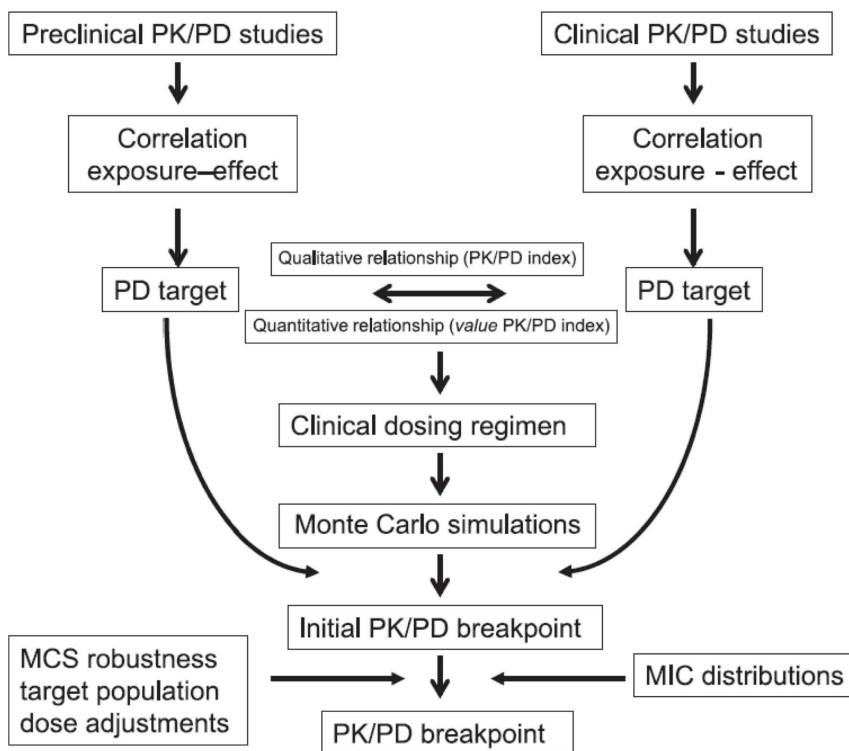 Preclinical PK/PD studies
Clinical PK/PD studies
Correlation
exposure–effect
Correlation
exposure - effect
Qualitative relationship (PK/PD index)
PD target
PD target
Quantitative relationship (value PK/PD index)
Clinical dosing regimen
Monte Carlo simulations
Initial PK/PD breakpoint
MCS robustness
target population
dose adjustments
MIC distributions
PK/PD breakpoint